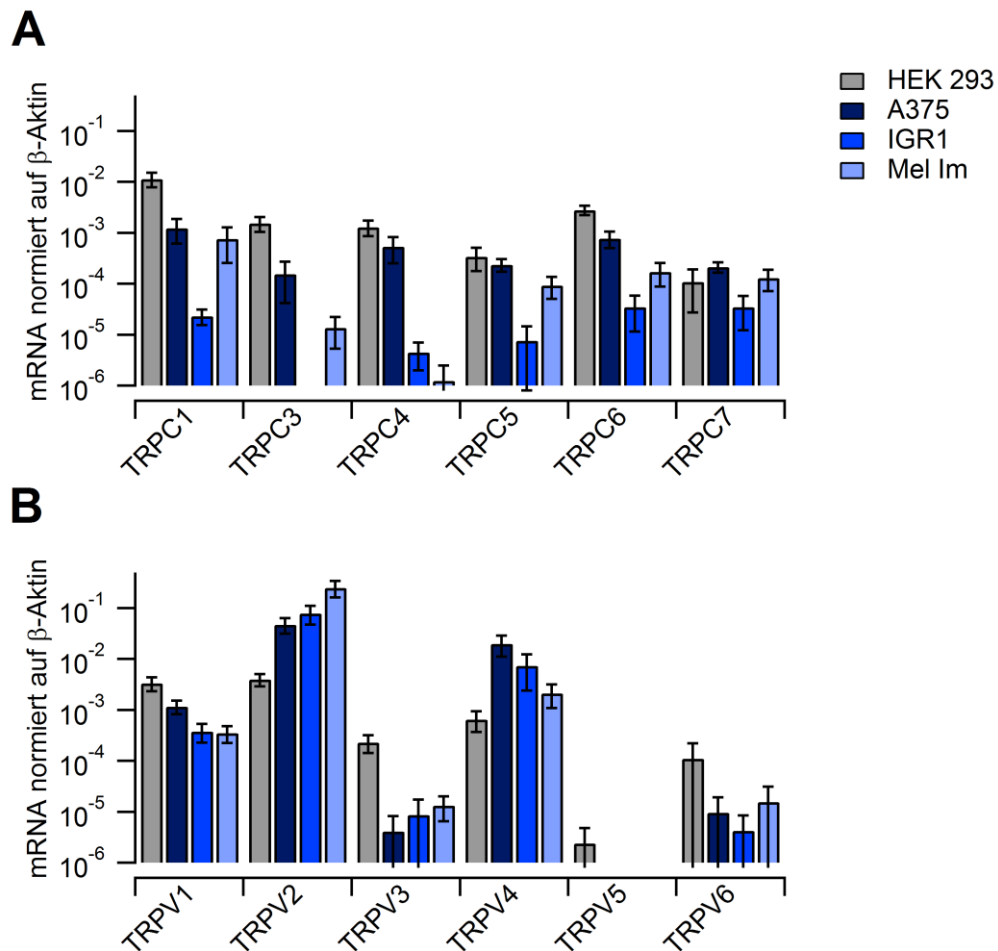 A
HEK 293
A375
IGR1
Mel Im
mRNA normiert auf β-Aktin
10⁻¹
10⁻²
10⁻³
10⁻⁴
10⁻⁵
10⁻⁶
TRPC1
TRPC3
TRPC4
TRPC5
TRPC6
TRPC7
B
mRNA normiert auf β-Aktin
10⁻¹
10⁻²
10⁻³
10⁻⁴
10⁻⁵
10⁻⁶
TRPV1
TRPV2
TRPV3
TRPV4
TRPV5
TRPV6